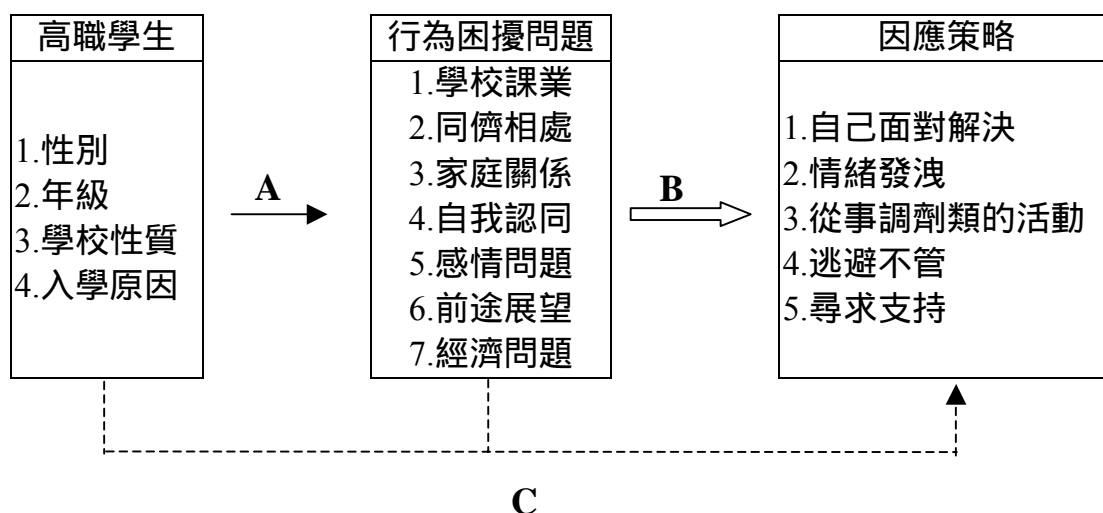 高職學生
1.性別
2.年級
3.學校性質
4.入學原因
A
行為困擾問題
1.學校課業
2.同儕相處
3.家庭關係
4.自我認同
5.感情問題
6.前途展望
7.經濟問題
B
因應策略
1.自己面對解決
2.情緒發洩
3.從事調劑類的活動
4.逃避不管
5.尋求支持
C